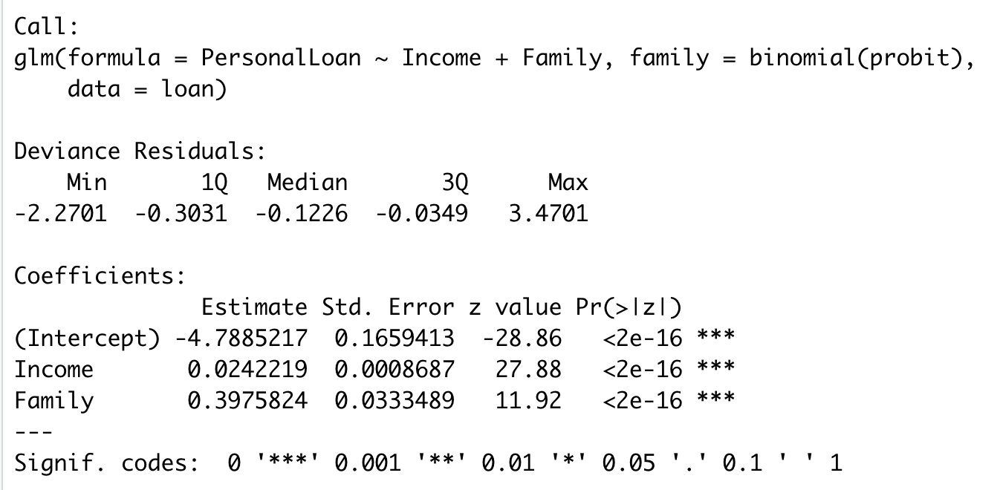 Call:
glm(formula = PersonalLoan ~ Income + Family, family = binomial(probit),
    data = loan)
Deviance Residuals:
    Min       1Q   Median       3Q      Max
-2.2701  -0.3031  -0.1226  -0.0349   3.4701
Coefficients:
             Estimate Std. Error z value Pr(>|z|)
(Intercept) -4.7885217  0.1659413  -28.86   <2e-16 ***
Income       0.0242219  0.0008687   27.88   <2e-16 ***
Family       0.3975824  0.0333489   11.92   <2e-16 ***
---
Signif. codes:  0 '***' 0.001 '**' 0.01 '*' 0.05 '.' 0.1 ' ' 1